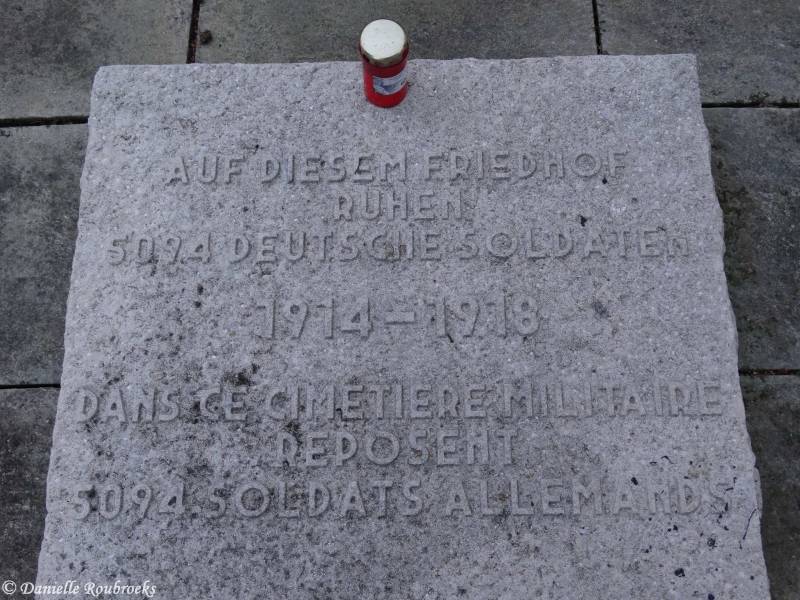 AUF DIESEM FRIEDHOF
RUHEN
5094 DEUTSCHE SOLDATEN
1914 – 1918
DANS CE CIMETIERE MILITAIRE
REPOSENT
5094 SOLDATS ALLEMANDS
© Danielle Roubroeks